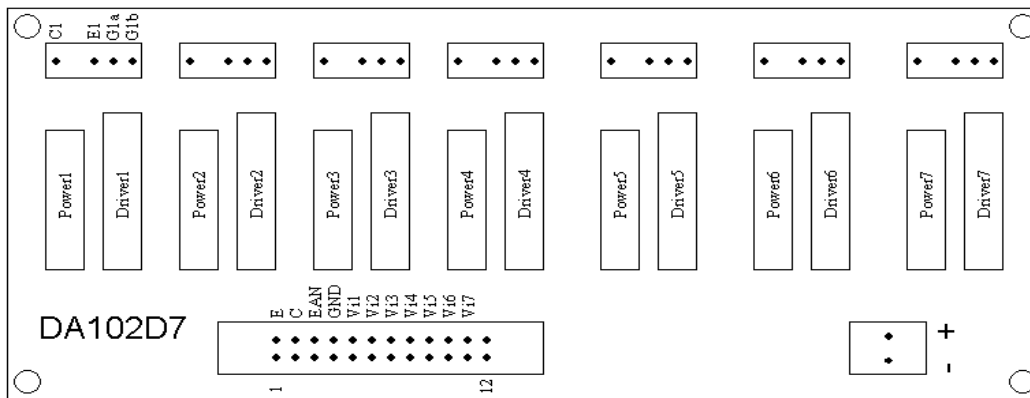 C1 E1 G1a G1b
Power1 Driver1 Power2 Driver2 Power3 Driver3 Power4 Driver4 Power5 Driver5 Power6 Driver6 Power7 Driver7
E C EAN GND Vi1 Vi2 Vi3 Vi4 Vi5 Vi6 Vi7
DA102D7
+
-
1 12